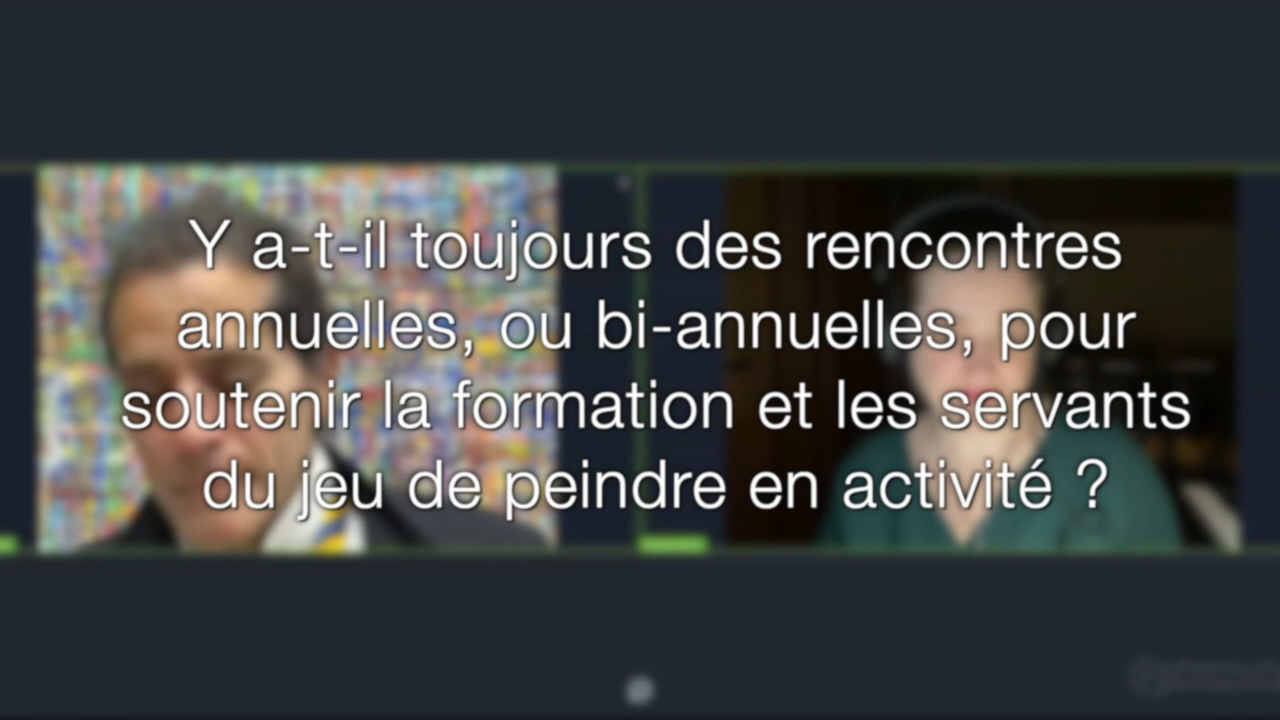 Y a-t-il toujours des rencontres
annuelles, ou bi-annuelles, pour
soutenir la formation et les servants
du jeu de peindre en activité ?